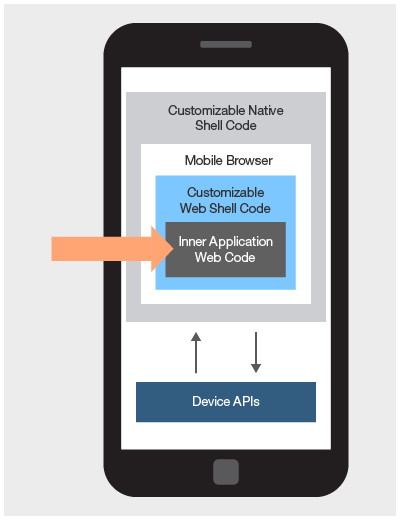 Customizable Native
Shell Code
Mobile Browser
Customizable
Web Shell Code
Inner Application
Web Code
Device APIs